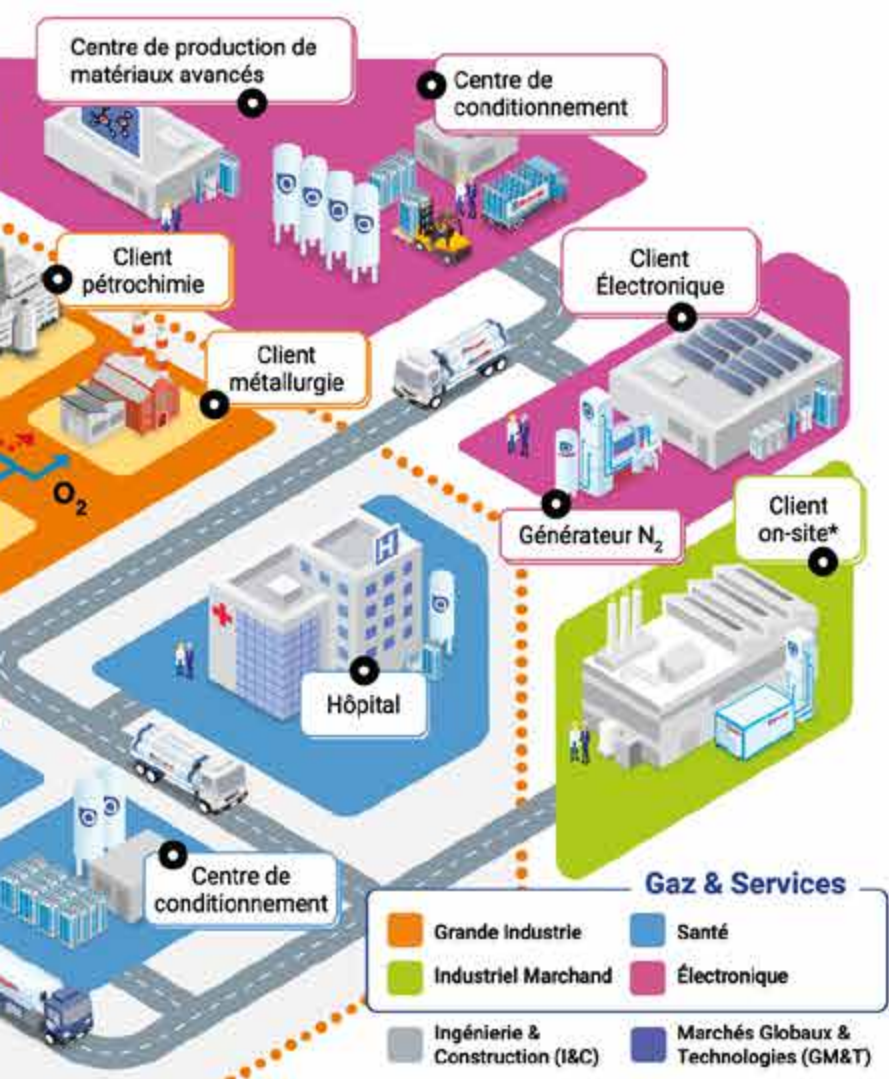 Centre de production de
matériaux avancés
Centre de
conditionnement
Client
pétrochimie
Client
Électronique
Client
métallurgie
O₂
Générateur N₂
Client
on-site*
H
Hôpital
Centre de
conditionnement
Gaz & Services
Grande Industrie
Santé
Industriel Marchand
Électronique
Ingénierie &
Construction (I&C)
Marchés Globaux &
Technologies (GM&T)